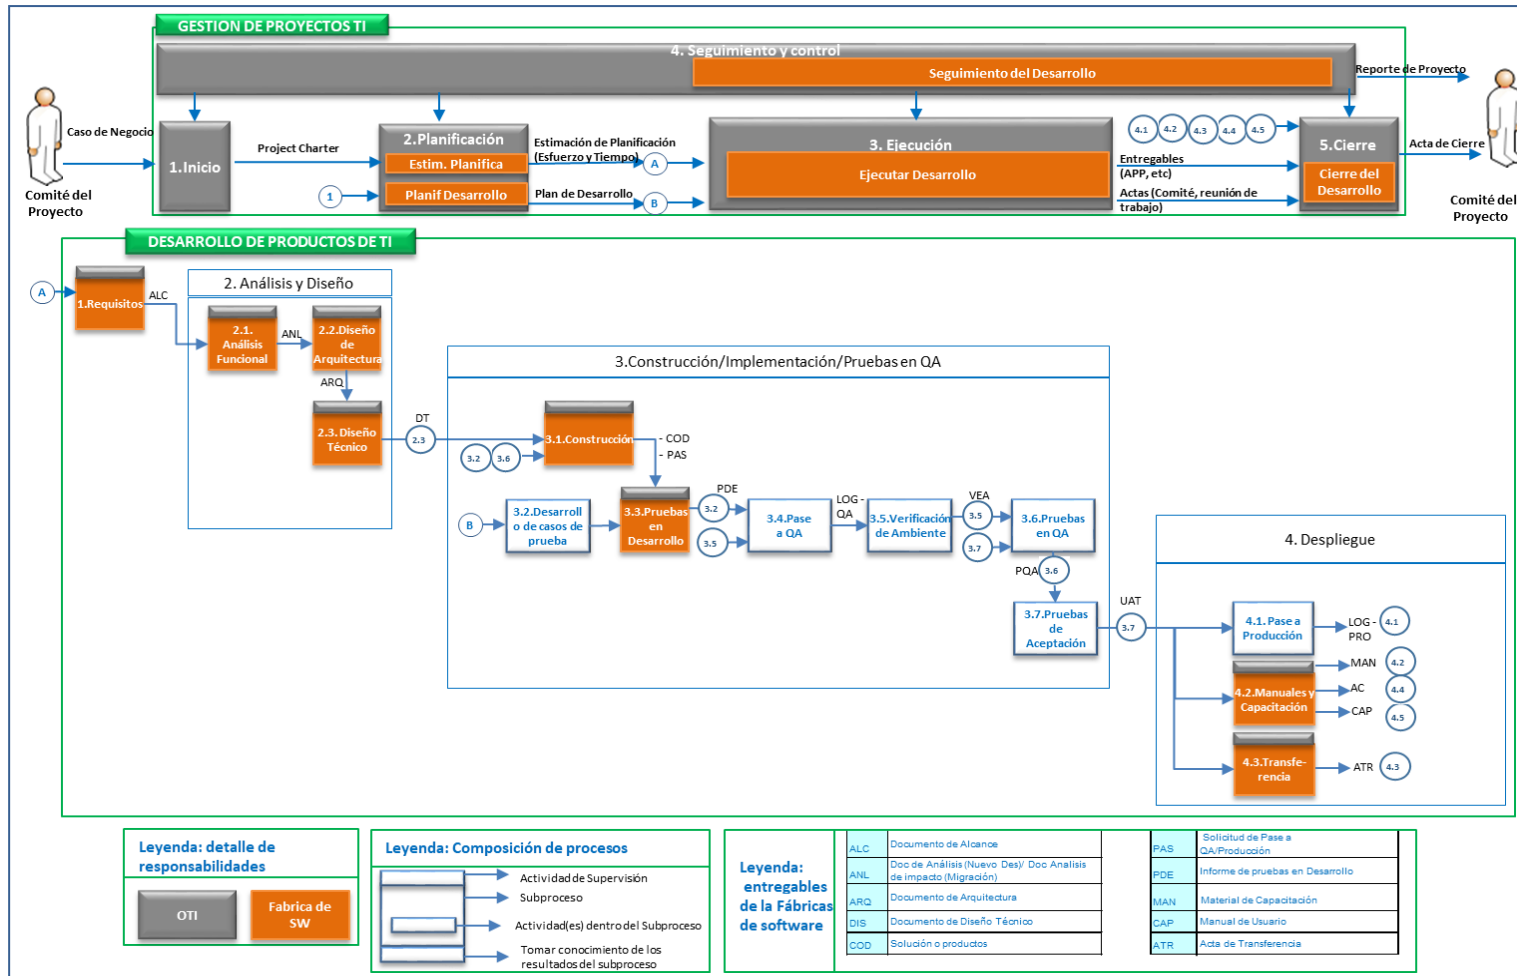 GESTION DE PROYECTOS TI
4. Seguimiento y control
Seguimiento del Desarrollo
Reporte de Proyecto
Caso de Negocio
Comité del
Proyecto
1.Inicio
Project Charter
2.Planificación
Estim. Planifica
Planif Desarrollo
1
Estimación de Planificación
(Esfuerzo y Tiempo)
A
Plan de Desarrollo
B
3. Ejecución
Ejecutar Desarrollo
4.1
4.2
4.3
4.4
4.5
Entregables
(APP, etc)
Actas (Comité, reunión de
trabajo)
5.Cierre
Cierre del
Desarrollo
Acta de Cierre
Comité del
Proyecto
DESARROLLO DE PRODUCTOS DE TI
A
1.Requisitos
ALC
2. Análisis y Diseño
2.1.
Análisis
Funcional
ANL
2.2.Diseño
de
Arquitectura
ARQ
2.3. Diseño
Técnico
DT
2.3
3.Construcción/Implementación/Pruebas en QA
3.2
3.6
3.1.Construcción
- COD
- PAS
B
3.2.Desarroll
o de casos de
prueba
3.3.Pruebas
en
Desarrollo
PDE
3.2
3.5
3.4.Pase
a QA
LOG -
QA
3.5.Verificación
de Ambiente
VEA
3.5
3.7
3.6.Pruebas
en QA
PQA
3.6
3.7.Pruebas
de
Aceptación
UAT
3.7
4. Despliegue
4.1. Pase a
Producción
LOG -
PRO
4.1
4.2.Manuales y
Capacitación
MAN
4.2
AC
4.4
CAP
4.5
4.3.Transfe-
rencia
ATR
4.3
Leyenda: detalle de
responsabilidades
OTI
Fabrica de
SW
Leyenda: Composición de procesos
Actividad de Supervisión
Subproceso
Actividad(es) dentro del Subproceso
Tomar conocimiento de los
resultados del subproceso
Leyenda:
entregables
de la Fábricas
de software
ALC
Documento de Alcance
ANL
Doc de Análisis (Nuevo Des)/ Doc Analisis
de impacto (Migración)
ARQ
Documento de Arquitectura
DIS
Documento de Diseño Técnico
COD
Solución o productos
PAS
Solicitud de Pase a
QA/Producción
PDE
Informe de pruebas en Desarrollo
MAN
Material de Capacitación
CAP
Manual de Usuario
ATR
Acta de Transferencia